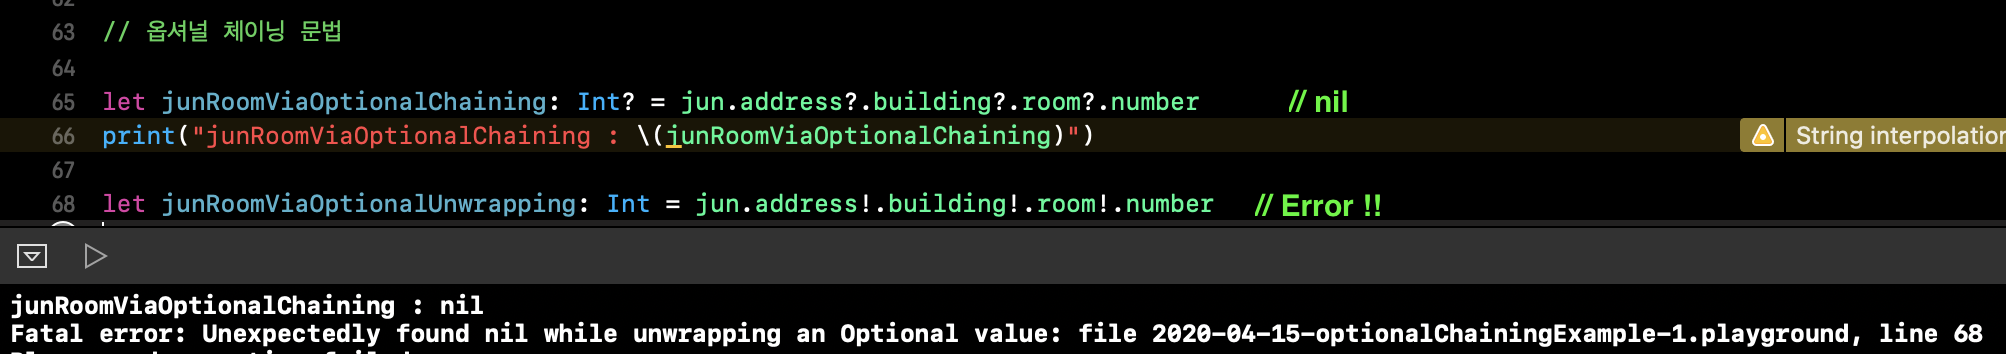 63 // 옵셔널 체이닝 문법
64
65 let junRoomViaOptionalChaining: Int? = jun.address?.building?.room?.number // nil
66 print("junRoomViaOptionalChaining : \(junRoomViaOptionalChaining)") String interpolation
67
68 let junRoomViaOptionalUnwrapping: Int = jun.address!.building!.room!.number // Error !!
junRoomViaOptionalChaining : nil
Fatal error: Unexpectedly found nil while unwrapping an Optional value: file 2020-04-15-optionalChainingExample-1.playground, line 68